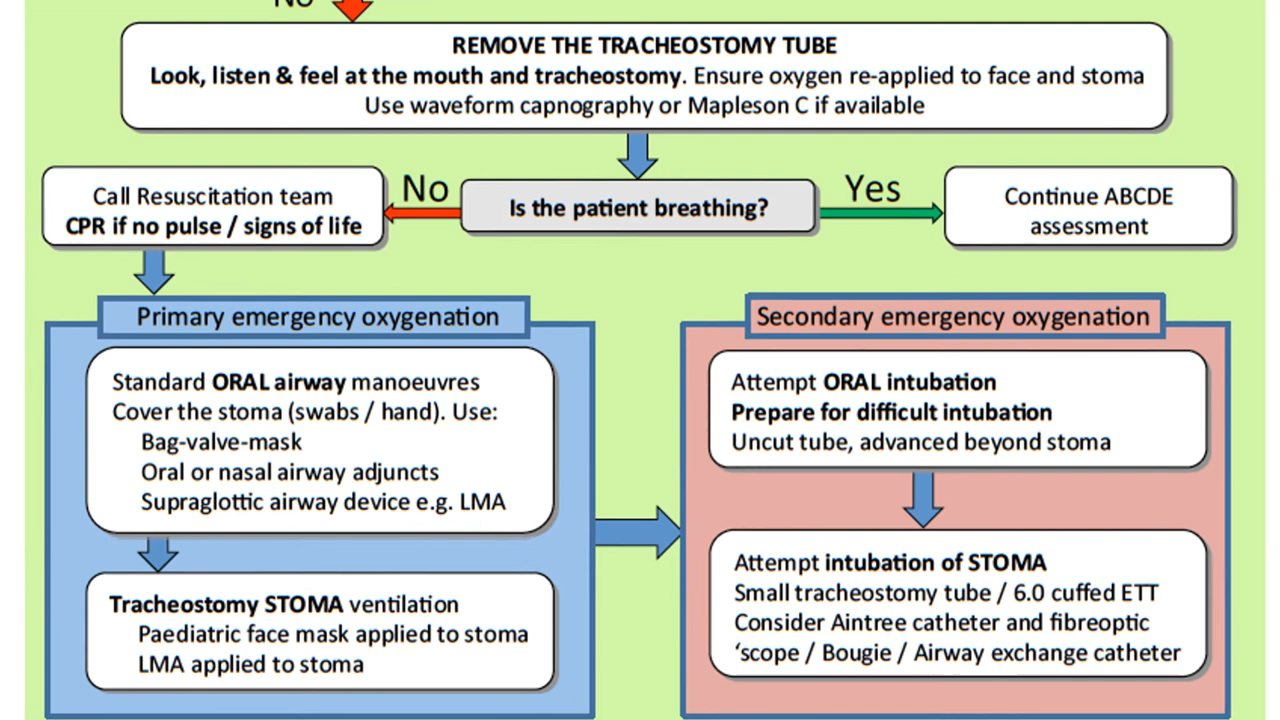 No
REMOVE THE TRACHEOSTOMY TUBE
Look, listen & feel at the mouth and tracheostomy. Ensure oxygen re-applied to face and stoma
Use waveform capnography or Mapleson C if available
Call Resuscitation team
CPR if no pulse / signs of life
No
Is the patient breathing?
Yes
Continue ABCDE
assessment
Primary emergency oxygenation
Standard ORAL airway manoeuvres
Cover the stoma (swabs / hand). Use:
Bag-valve-mask
Oral or nasal airway adjuncts
Supraglottic airway device e.g. LMA
Tracheostomy STOMA ventilation
Paediatric face mask applied to stoma
LMA applied to stoma
Secondary emergency oxygenation
Attempt ORAL intubation
Prepare for difficult intubation
Uncut tube, advanced beyond stoma
Attempt intubation of STOMA
Small tracheostomy tube / 6.0 cuffed ETT
Consider Aintree catheter and fibreoptic
‘scope / Bougie / Airway exchange catheter